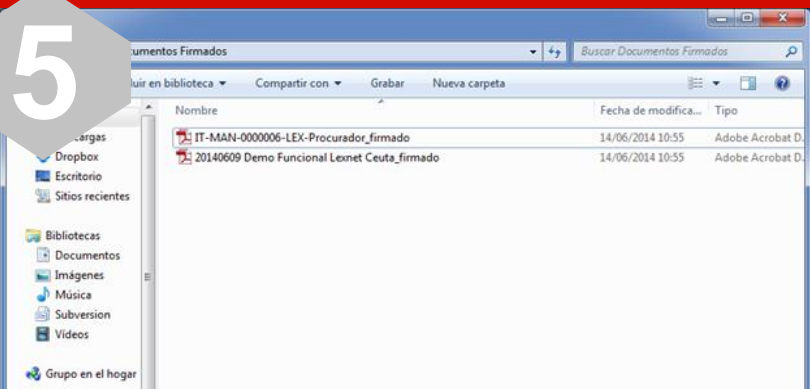 5
umentos Firmados
Buscar Documentos Firmados
luir en biblioteca
Compartir con
Grabar
Nueva carpeta
Nombre
Fecha de modifica...
Tipo
IT-MAN-0000006-LEX-Procurador_firmado
14/06/2014 10:55
Adobe Acrobat D.
20140609 Demo Funcional Lexnet Ceuta_firmado
14/06/2014 10:55
Adobe Acrobat D.
cargas
Dropbox
Escritorio
Sitios recientes
Bibliotecas
Documentos
Imágenes
Música
Subversion
Vídeos
Grupo en el hogar